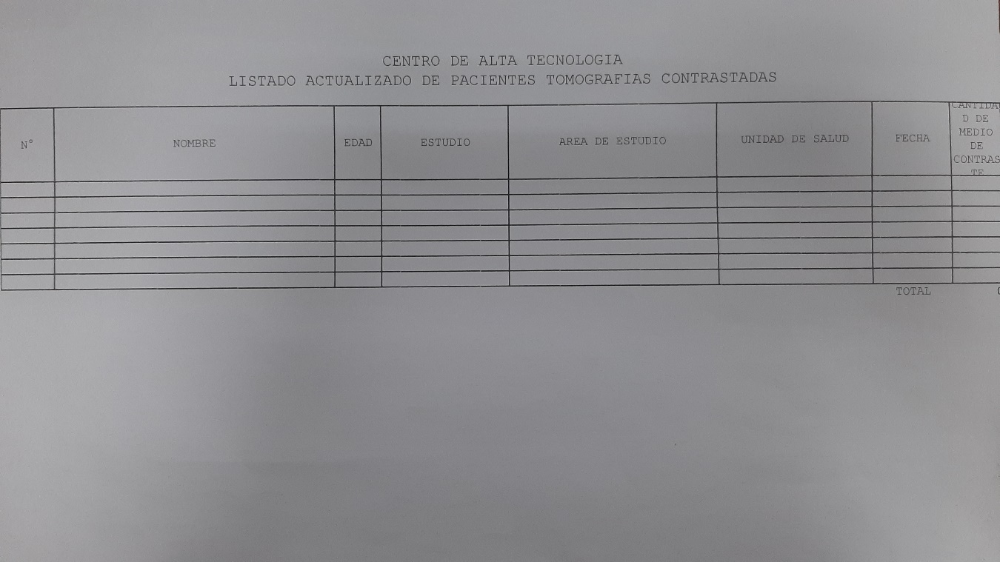 CENTRO DE ALTA TECNOLOGIA
LISTADO ACTUALIZADO DE PACIENTES TOMOGRAFIAS CONTRASTADAS
N°
NOMBRE
EDAD
ESTUDIO
AREA DE ESTUDIO
UNIDAD DE SALUD
FECHA
CANTIDA
D DE
MEDIO
DE
CONTRAS
TE
TOTAL